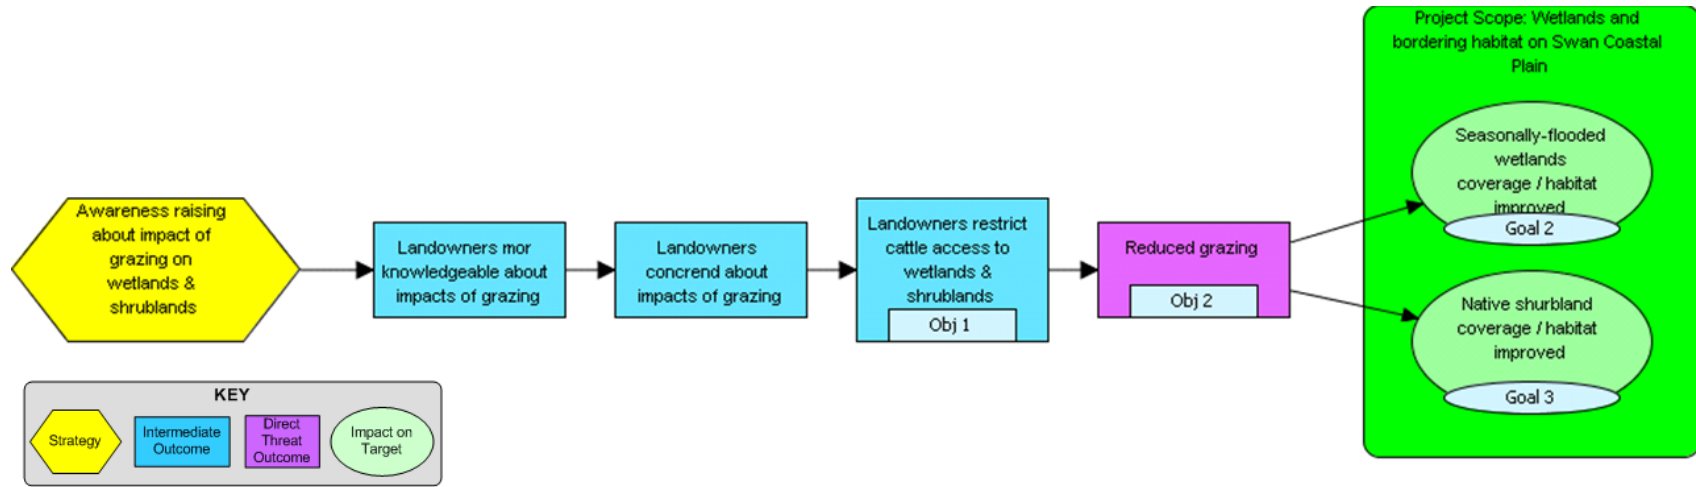 Project Scope: Wetlands and
bordering habitat on Swan Coastal
Plain
Awareness raising
about impact of
grazing on
wetlands &
shrublands
Landowners mor
knowledgeable about
impacts of grazing
Landowners
concrend about
impacts of grazing
Landowners restrict
cattle access to
wetlands &
shrublands
Obj 1
Reduced grazing
Obj 2
Seasonally-flooded
wetlands
coverage / habitat
improved
Goal 2
Native shurbland
coverage / habitat
improved
Goal 3
KEY
Strategy
Intermediate
Outcome
Direct
Threat
Outcome
Impact on
Target